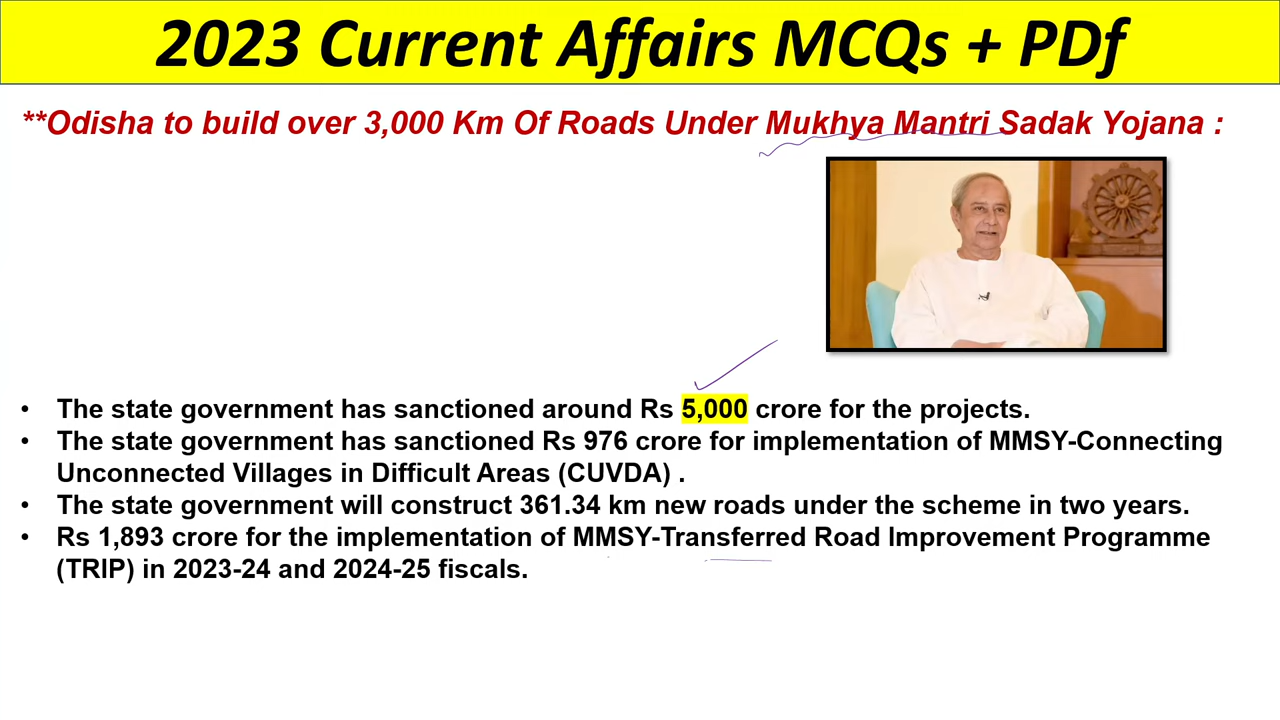 2023 Current Affairs MCQs + PDf
**Odisha to build over 3,000 Km Of Roads Under Mukhya Mantri Sadak Yojana :
• The state government has sanctioned around Rs 5,000 crore for the projects.
• The state government has sanctioned Rs 976 crore for implementation of MMSY-Connecting
Unconnected Villages in Difficult Areas (CUVDA) .
• The state government will construct 361.34 km new roads under the scheme in two years.
• Rs 1,893 crore for the implementation of MMSY-Transferred Road Improvement Programme
(TRIP) in 2023-24 and 2024-25 fiscals.